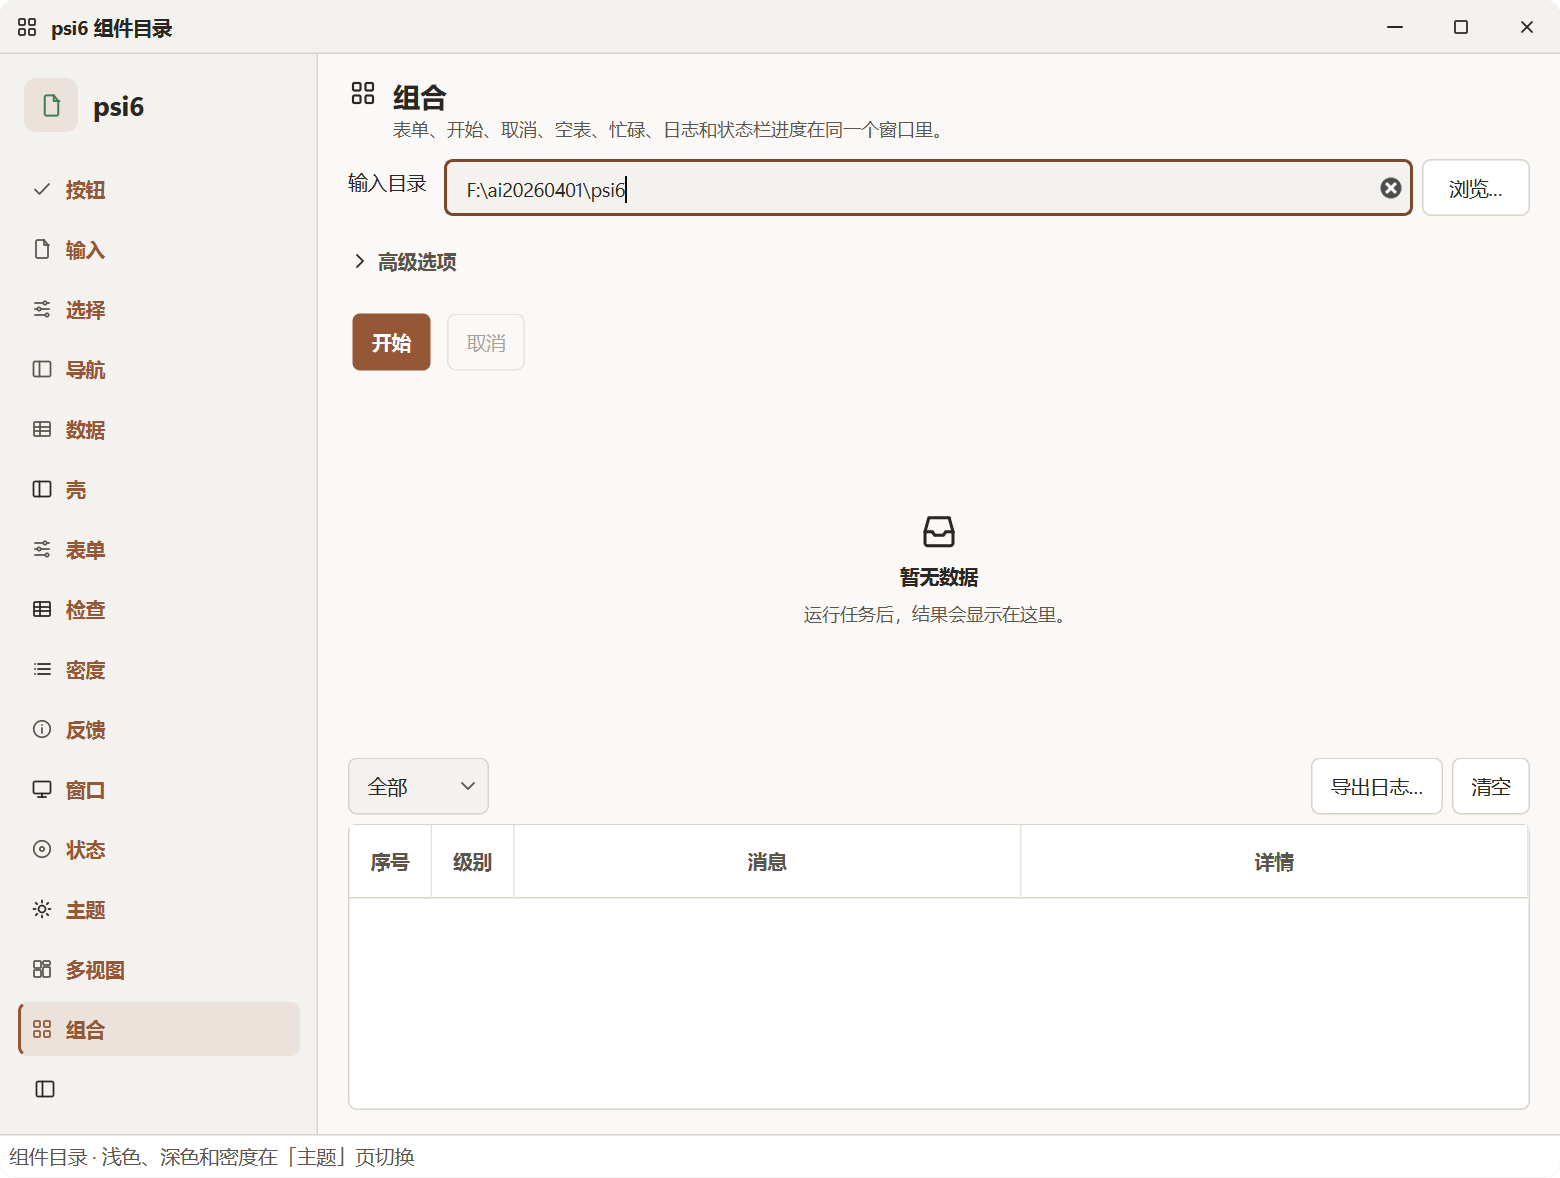 psi6 组件目录
psi6
按钮
输入
选择
导航
数据
壳
表单
检查
密度
反馈
窗口
状态
主题
多视图
组合
组合
表单、开始、取消、空表、忙碌、日志和状态栏进度在同一个窗口里。
输入目录 F:\ai20260401\psi6 浏览...
高级选项
开始 取消
暂无数据
运行任务后，结果会显示在这里。
全部 导出日志... 清空
序号 级别 消息 详情
组件目录 · 浅色、深色和密度在「主题」页切换